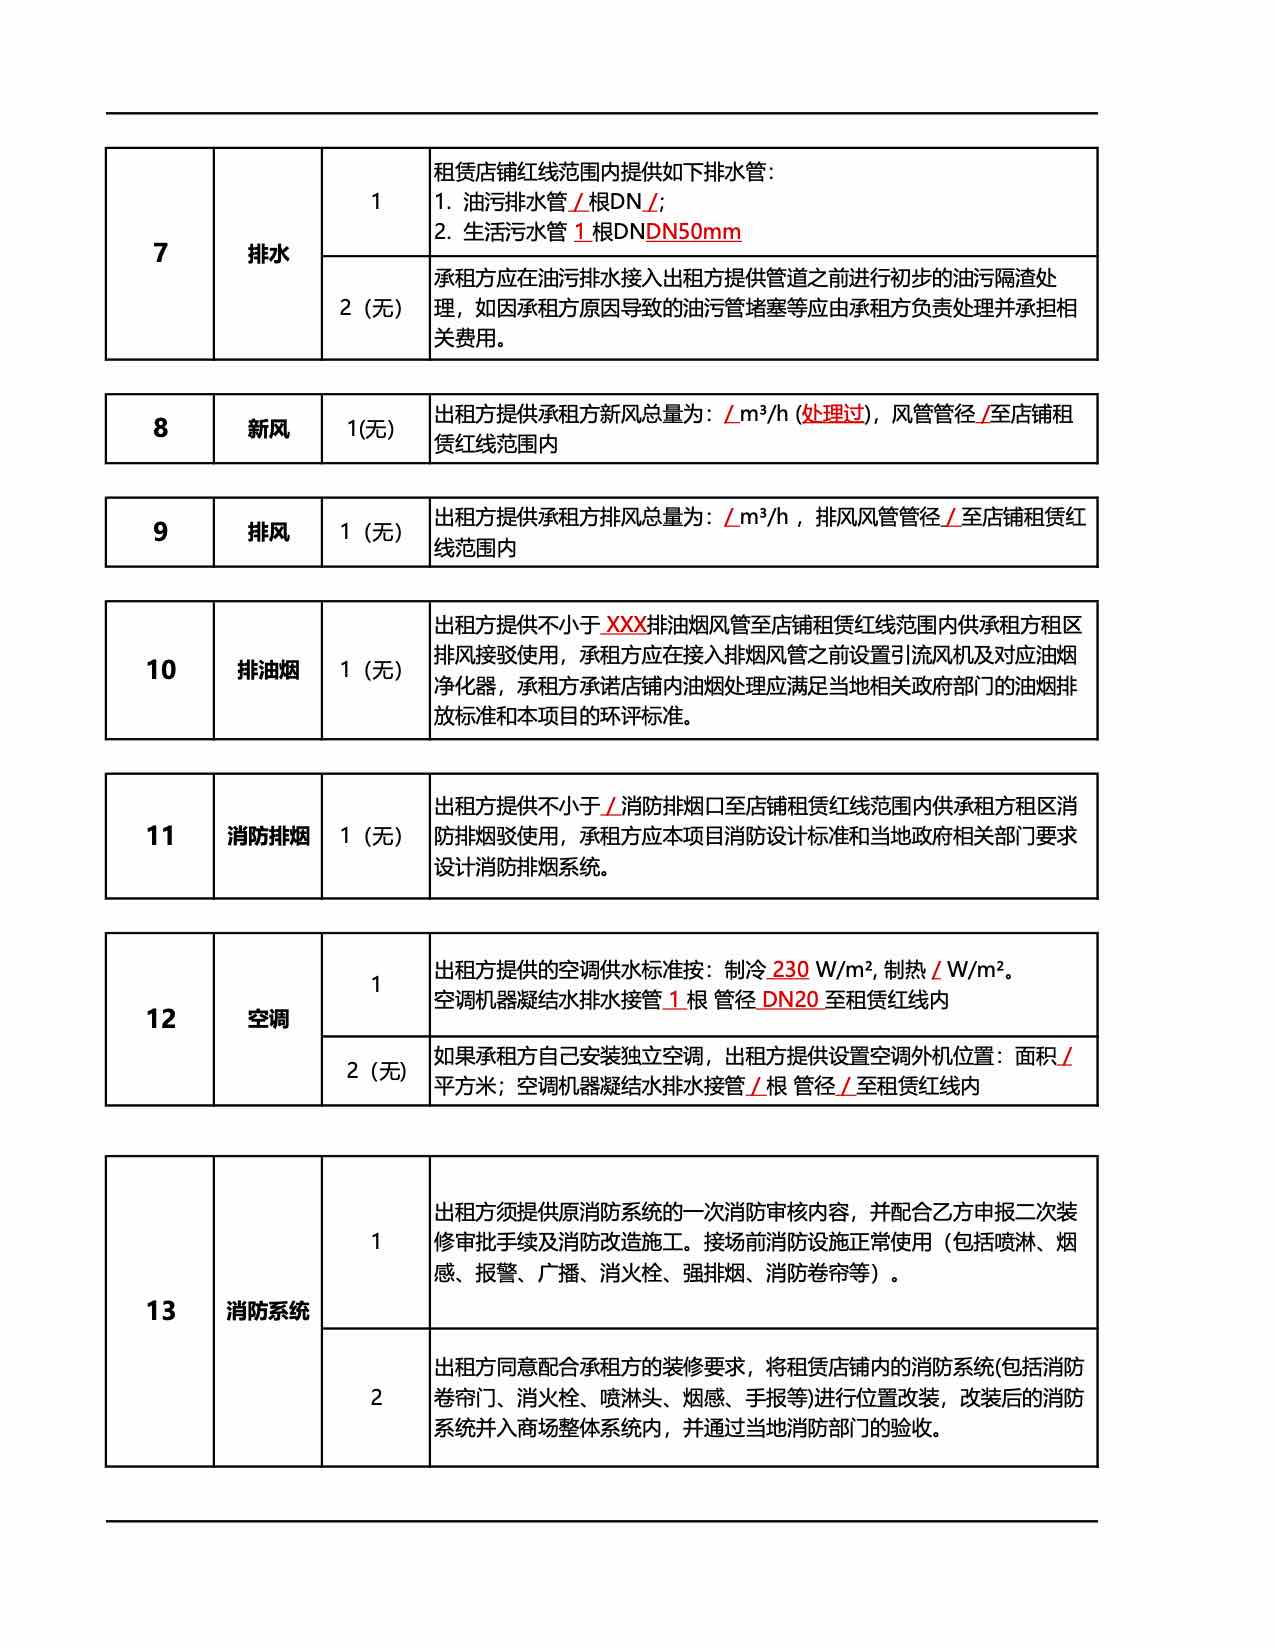 7
排水
1
租赁店铺红线范围内提供如下排水管：
1. 油污排水管 / 根DN /;
2. 生活污水管 1 根DNDN50mm
2（无）
承租方应在油污排水接入出租方提供管道之前进行初步的油污隔渣处
理，如因承租方原因导致的油污管堵塞等应由承租方负责处理并承担相
关费用。
8
新风
1(无)
出租方提供承租方新风总量为：/ m³/h (处理过)，风管管径 /至店铺租
赁红线范围内
9
排风
1（无）
出租方提供承租方排风总量为：/ m³/h ，排风风管管径 / 至店铺租赁红
线范围内
10
排油烟
1（无）
出租方提供不小于 XXX排油烟风管至店铺租赁红线范围内供承租方租区
排风接驳使用，承租方应在接入排烟风管之前设置引流风机及对应油烟
净化器，承租方承诺店铺内油烟处理应满足当地相关政府部门的油烟排
放标准和本项目的环评标准。
11
消防排烟
1（无）
出租方提供不小于 / 消防排烟口至店铺租赁红线范围内供承租方租区消
防排烟驳使用，承租方应本项目消防设计标准和当地政府相关部门要求
设计消防排烟系统。
12
空调
1
出租方提供的空调供水标准按：制冷 230 W/m², 制热 / W/m²。
空调机器凝结水排水接管 1 根 管径 DN20 至租赁红线内
2（无）
如果承租方自己安装独立空调，出租方提供设置空调外机位置：面积 /
平方米；空调机器凝结水排水接管 / 根 管径 / 至租赁红线内
13
消防系统
1
出租方须提供原消防系统的一次消防审核内容，并配合乙方申报二次装
修审批手续及消防改造施工。接场前消防设施正常使用（包括喷淋、烟
感、报警、广播、消火栓、强排烟、消防卷帘等）。
2
出租方同意配合承租方的装修要求，将租赁店铺内的消防系统(包括消防
卷帘门、消火栓、喷淋头、烟感、手报等)进行位置改装，改装后的消防
系统并入商场整体系统内，并通过当地消防部门的验收。